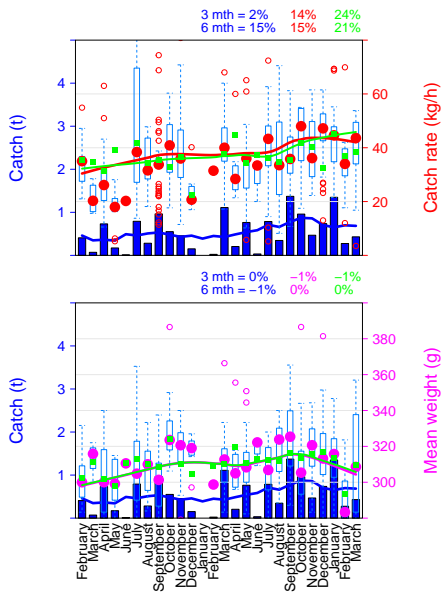 3 mth = 2% 14% 24%
6 mth = 15% 15% 21%
Catch (t)
5
4
3
2
1
80
60
40
20
Catch rate (kg/h)
3 mth = 0% −1% −1%
6 mth = −1% 0% 0%
Catch (t)
5
4
3
2
1
380
360
340
320
300
Mean weight (g)
February
March
April
May
June
July
August
September
October
November
December
January
February
March
April
May
June
July
August
September
October
November
December
January
February
March